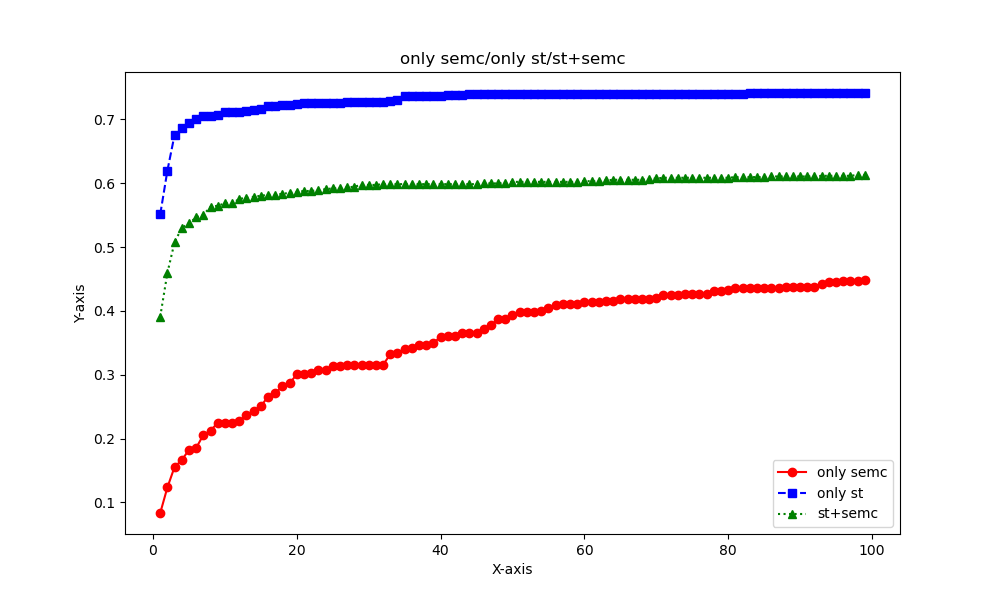 only semc/only st/st+semc
Y-axis
0.7
0.6
0.5
0.4
0.3
0.2
0.1
only semc
only st
st+semc
0 20 40 60 80 100
X-axis